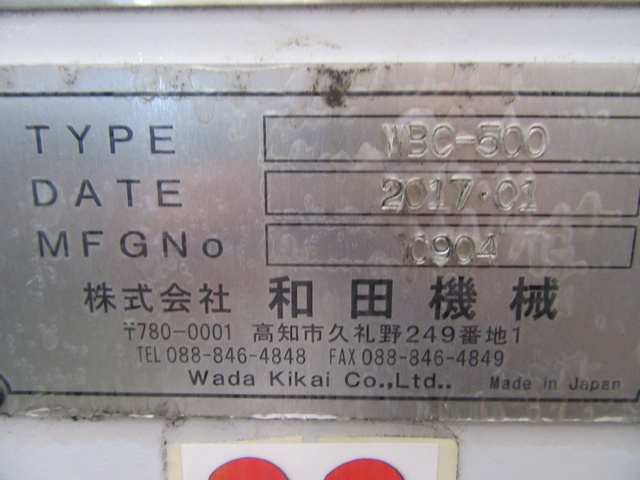 TYPE WBC-500
DATE 2017・01
MFGNo 0904
株式会社 和田機械
〒780-0001 高知市久礼野249番地1
TEL 088-846-4848 FAX 088-846-4849
Wada Kikai Co.,Ltd.. Made in Japan